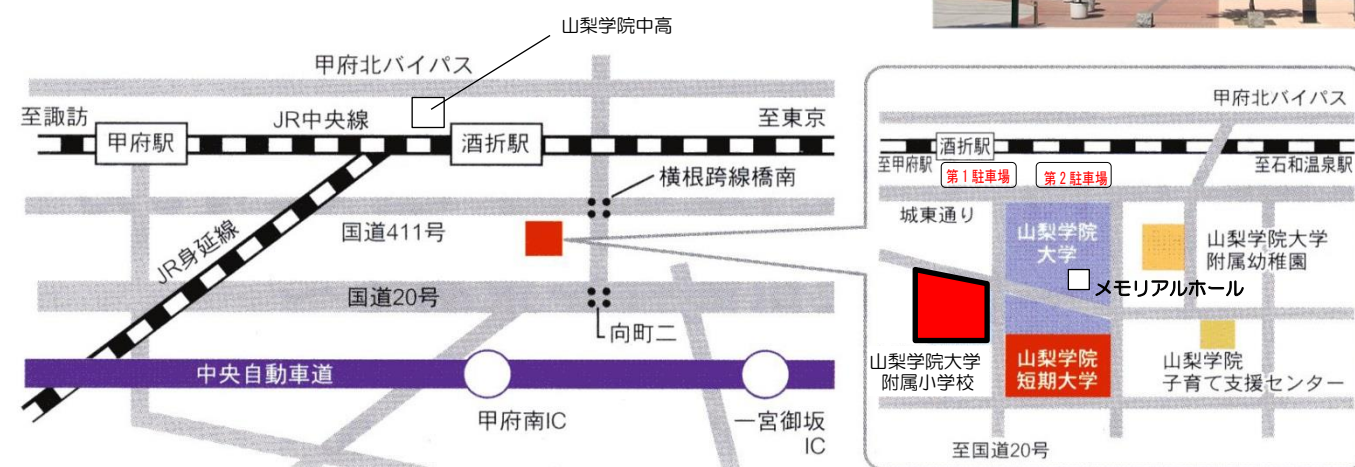 山梨学院中高
甲府北バイパス
至諏訪
JR中央線
至東京
甲府駅
酒折駅
横根跨線橋南
国道411号
JR身延線
国道20号
向町二
中央自動車道
甲府南IC
一宮御坂
IC
甲府北バイパス
酒折駅
至甲府駅
至石和温泉駅
第1駐車場
第2駐車場
城東通り
山梨学院
大学
山梨学院大学
附属幼稚園
メモリアルホール
山梨学院大学
附属小学校
山梨学院
短期大学
山梨学院
子育て支援センター
至国道20号